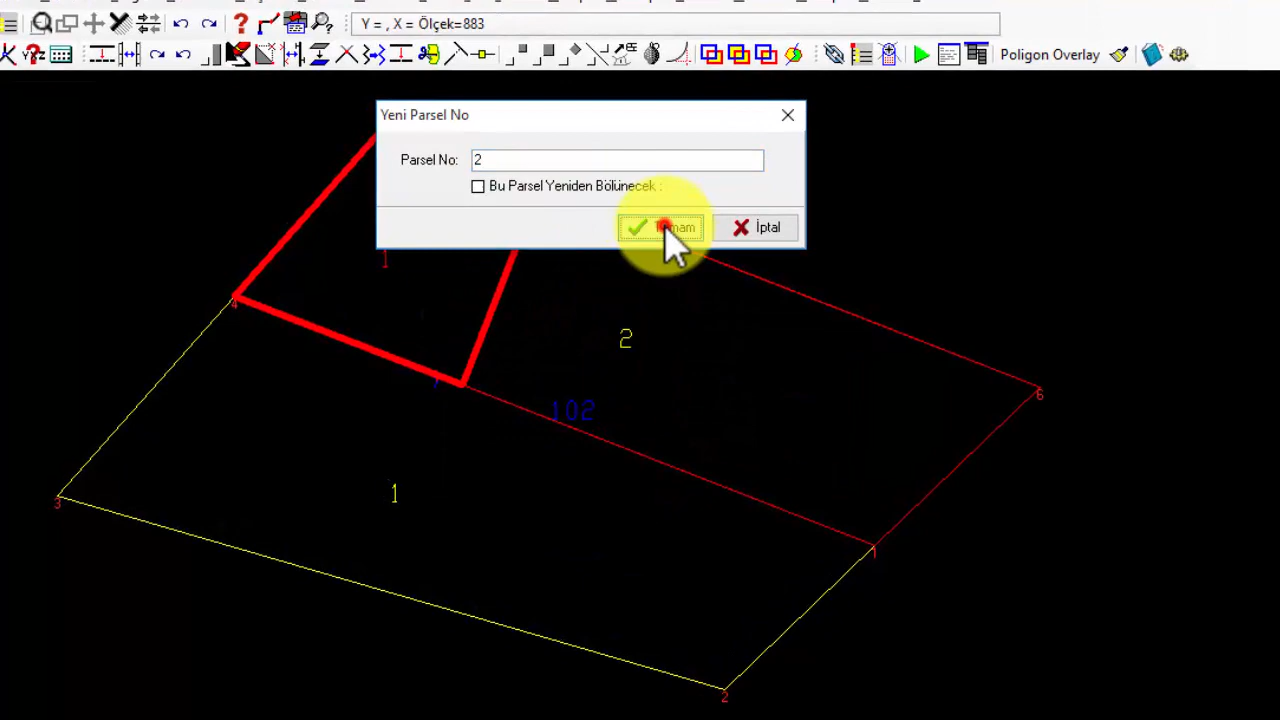 Y = , X = Ölçek=883
Poligon Overlay
Yeni Parsel No
Parsel No: 2
Bu Parsel Yeniden Bölünecek :
Tamam İptal
1
4
2
6
102
1
3
1
2